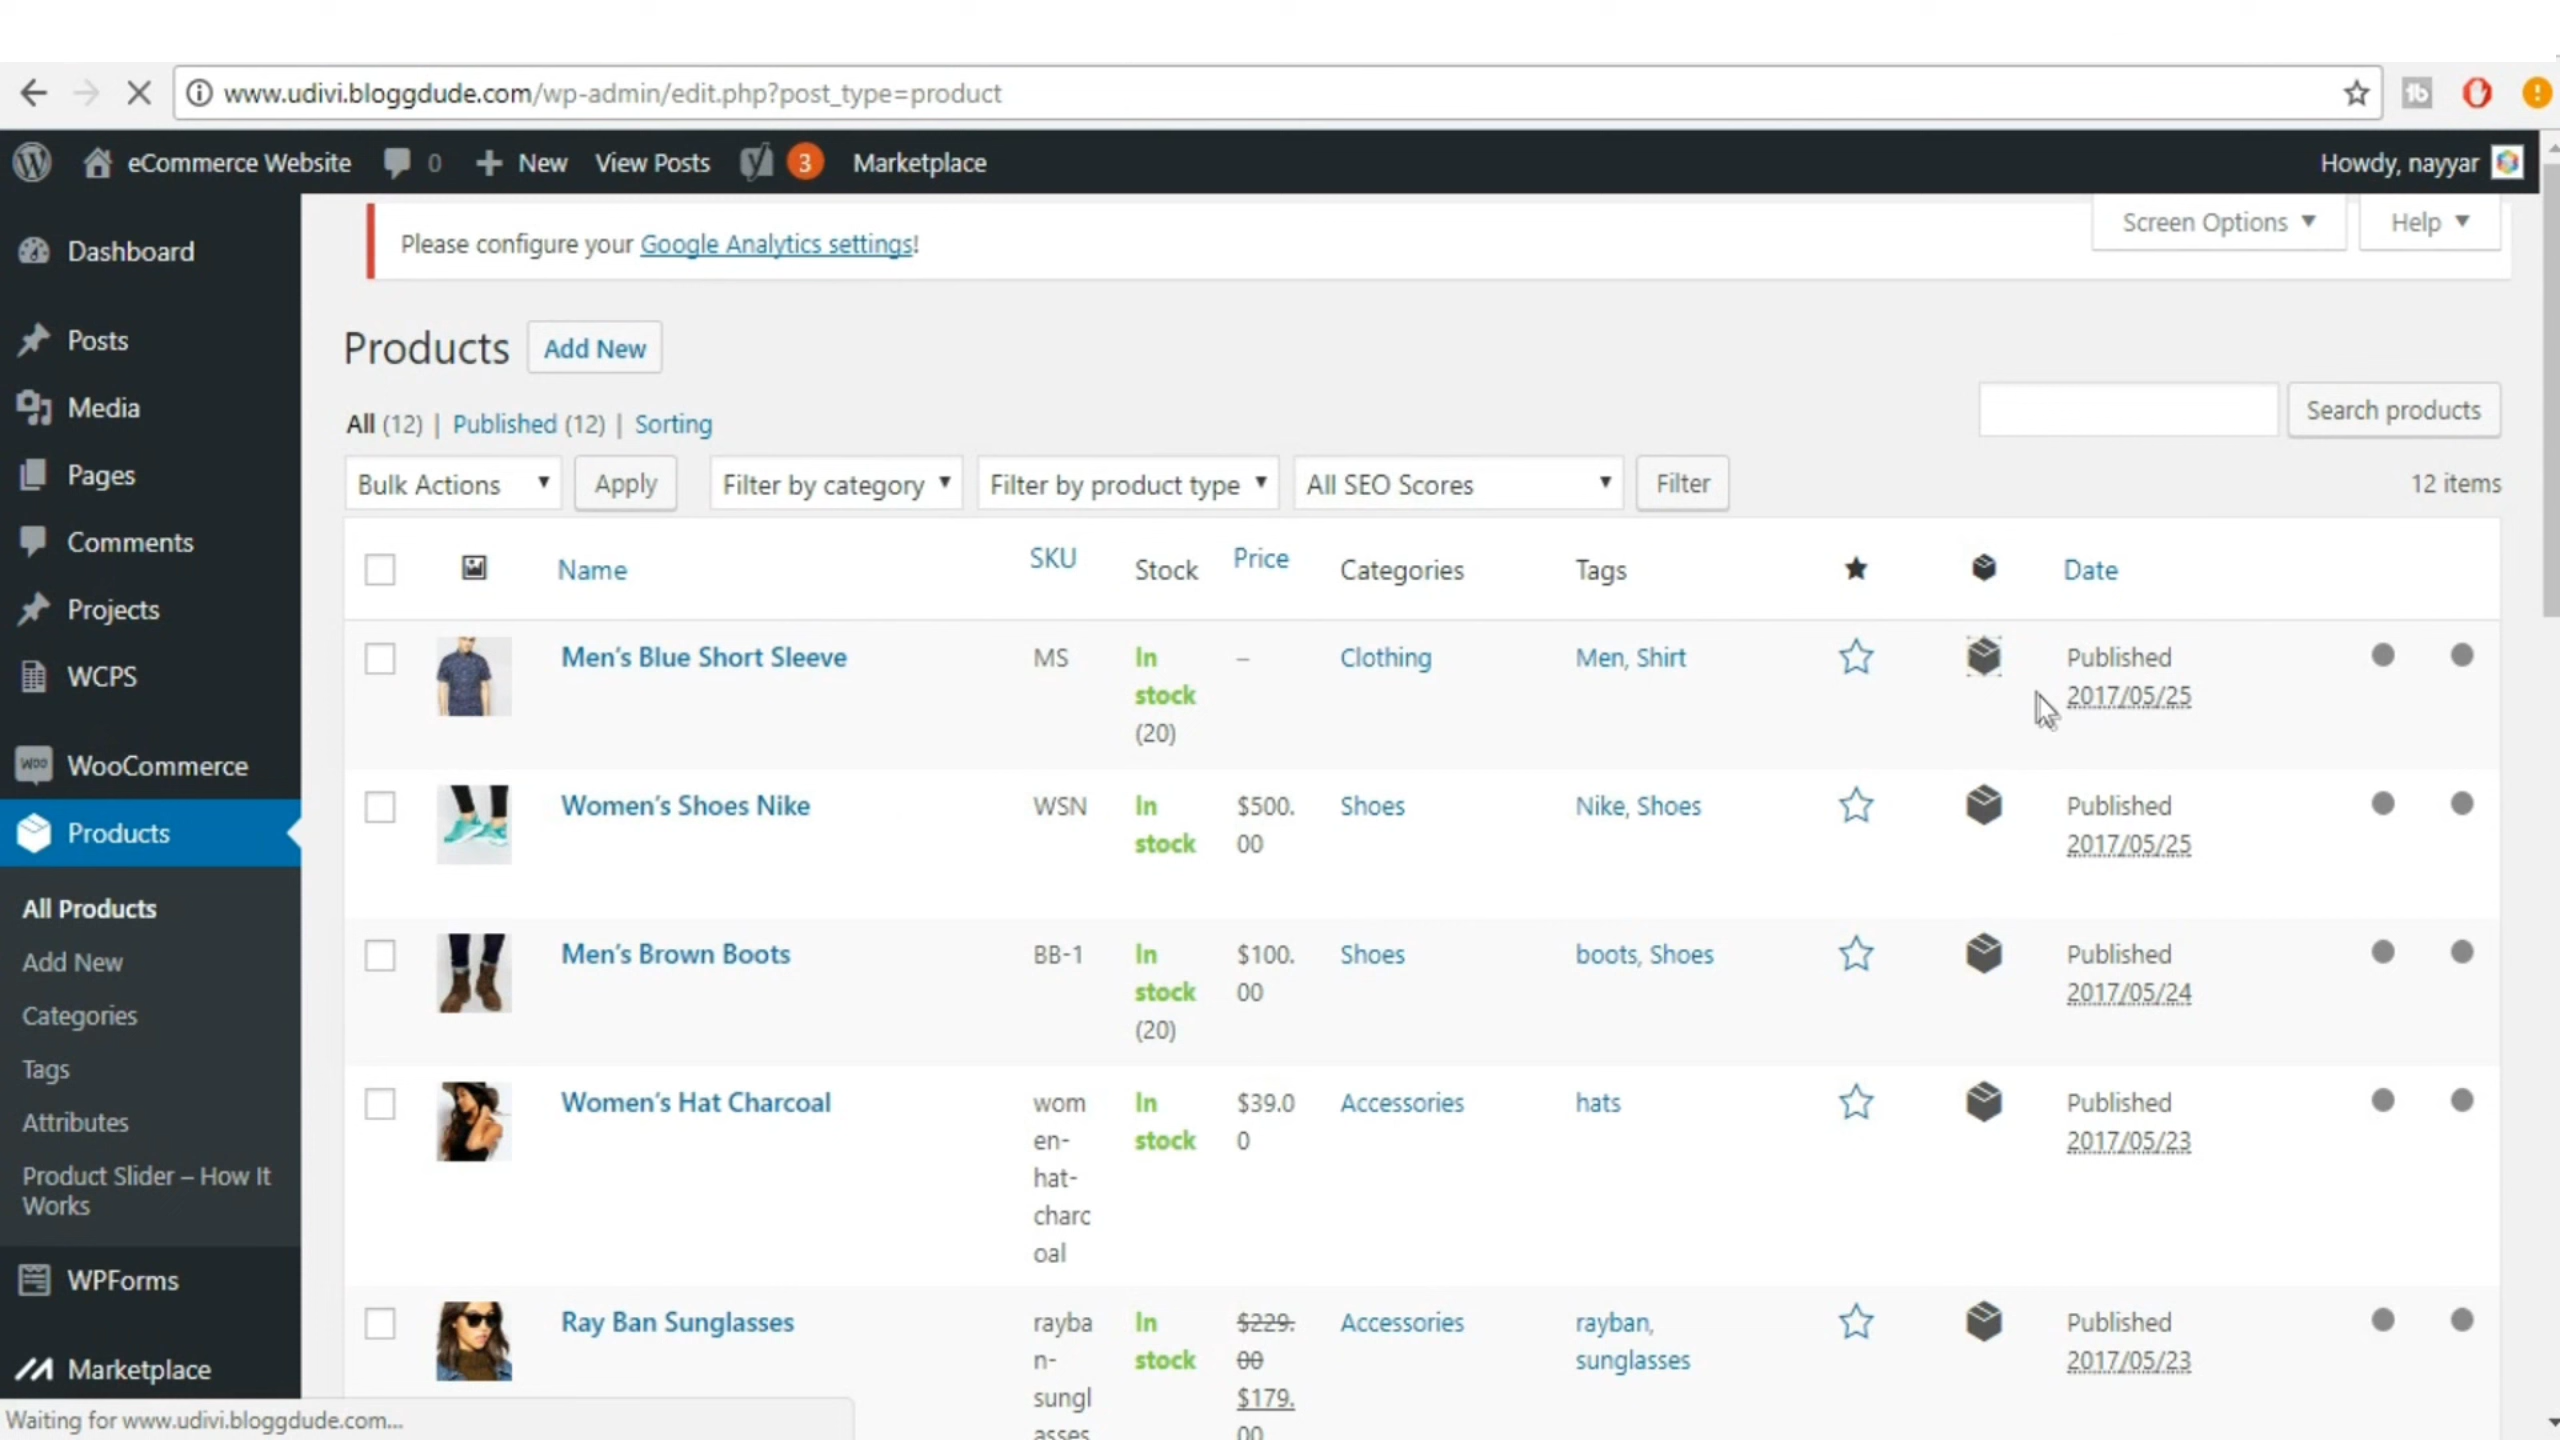 www.udivi.bloggdude.com/wp-admin/edit.php?post_type=product
eCommerce Website 0 New View Posts 3 Marketplace Howdy, nayyar
Please configure your Google Analytics settings!
Screen Options Help
Dashboard
Posts
Media
Pages
Comments
Projects
WCPS
WooCommerce
Products
All Products
Add New
Categories
Tags
Attributes
Product Slider – How It
Works
WPForms
Marketplace
Products Add New
All (12) | Published (12) | Sorting
Search products
Bulk Actions Apply Filter by category Filter by product type All SEO Scores Filter 12 items
Name SKU Stock Price Categories Tags Date
Men's Blue Short Sleeve MS In – Clothing Men, Shirt Published
stock 2017/05/25
(20)
Women's Shoes Nike WSN In $500. Shoes Nike, Shoes Published
stock 00 2017/05/25
Men's Brown Boots BB-1 In $100. Shoes boots, Shoes Published
stock 00 2017/05/24
(20)
Women's Hat Charcoal wom In $39.0 Accessories hats Published
en- stock 0 2017/05/23
hat-
charc
oal
Ray Ban Sunglasses rayba In $229. Accessories rayban, Published
n- stock 00 sunglasses 2017/05/23
sungl $179.
asses 00
Waiting for www.udivi.bloggdude.com...